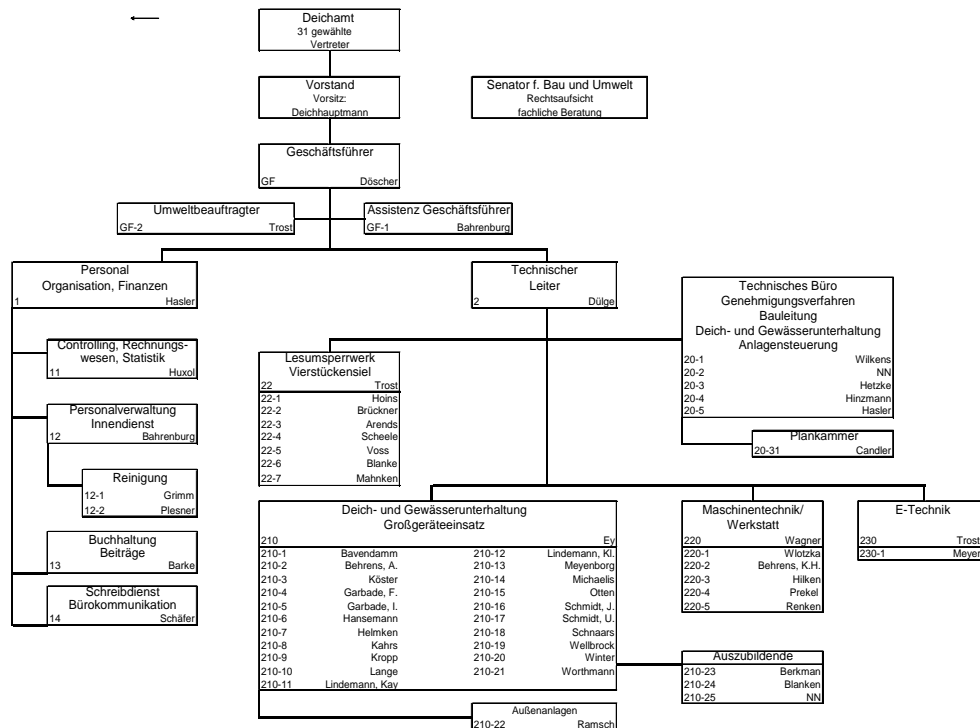 Deichamt
31 gewählte
Vertreter
Vorstand
Vorsitz:
Deichhauptmann
Senator f. Bau und Umwelt
Rechtsaufsicht
fachliche Beratung
Geschäftsführer
GF Döscher
Umweltbeauftragter
GF-2 Trost
Assistenz Geschäftsführer
GF-1 Bahrenburg
Personal
Organisation, Finanzen
1 Hasler
Technischer
Leiter
2 Dülge
Technisches Büro
Genehmigungsverfahren
Bauleitung
Deich- und Gewässerunterhaltung
Anlagensteuerung
20-1 Wilkens
20-2 NN
20-3 Hetzke
20-4 Hinzmann
20-5 Hasler
Controlling, Rechnungs-
wesen, Statistik
11 Huxol
Lesumsperrwerk
Vierstückensiel
22 Trost
22-1 Hoins
22-2 Brückner
22-3 Arends
22-4 Scheele
22-5 Voss
22-6 Blanke
22-7 Mahnken
Personalverwaltung
Innendienst
12 Bahrenburg
Plankammer
20-31 Candler
Reinigung
12-1 Grimm
12-2 Plesner
Buchhaltung
Beiträge
13 Barke
Schreibdienst
Bürokommunikation
14 Schäfer
Deich- und Gewässerunterhaltung
Großgeräteeinsatz
210 Ey
210-1 Bavendamm 210-12 Lindemann, Kl.
210-2 Behrens, A. 210-13 Meyenborg
210-3 Köster 210-14 Michaelis
210-4 Garbade, F. 210-15 Otten
210-5 Garbade, I. 210-16 Schmidt, J.
210-6 Hansemann 210-17 Schmidt, U.
210-7 Helmken 210-18 Schnaars
210-8 Kahrs 210-19 Wellbrock
210-9 Kropp 210-20 Winter
210-10 Lange 210-21 Worthmann
210-11 Lindemann, Kay
Maschinentechnik/
Werkstatt
220 Wagner
220-1 Wlotzka
220-2 Behrens, K.H.
220-3 Hilken
220-4 Prekel
220-5 Renken
E-Technik
230 Trost
230-1 Meyer
Auszubildende
210-23 Berkman
210-24 Blanken
210-25 NN
Außenanlagen
210-22 Ramsch